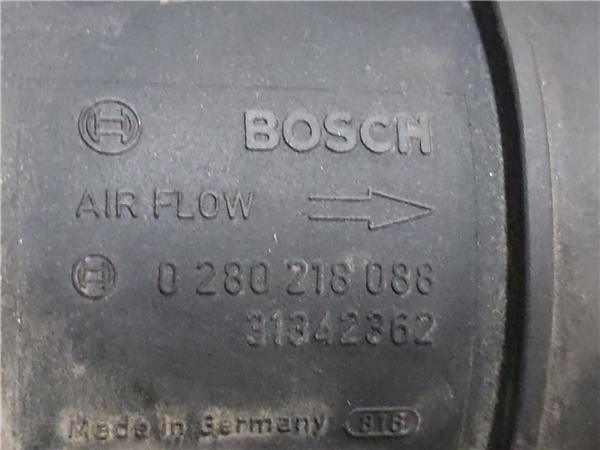 BOSCH
AIR FLOW
0 280 218 088
31342362
Made in Germany 816